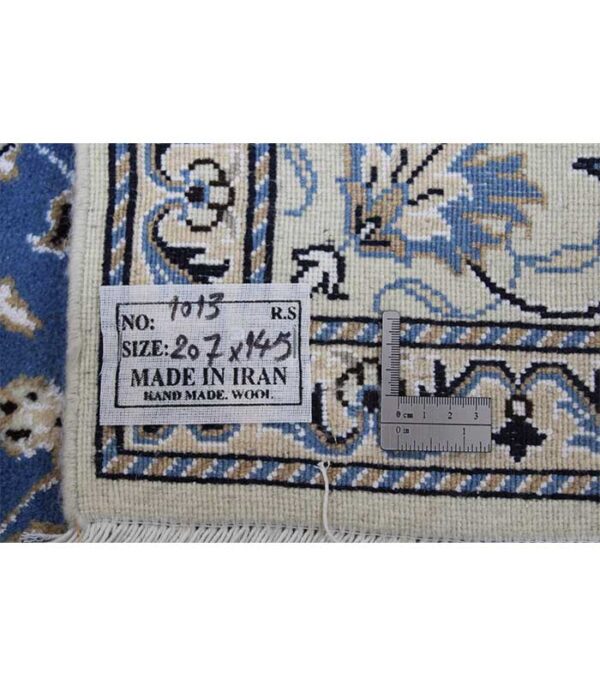 NO: 1013 R.S
SIZE: 207x145
MADE IN IRAN
HAND MADE. WOOL
0 cm 1 2 3
0 in 1